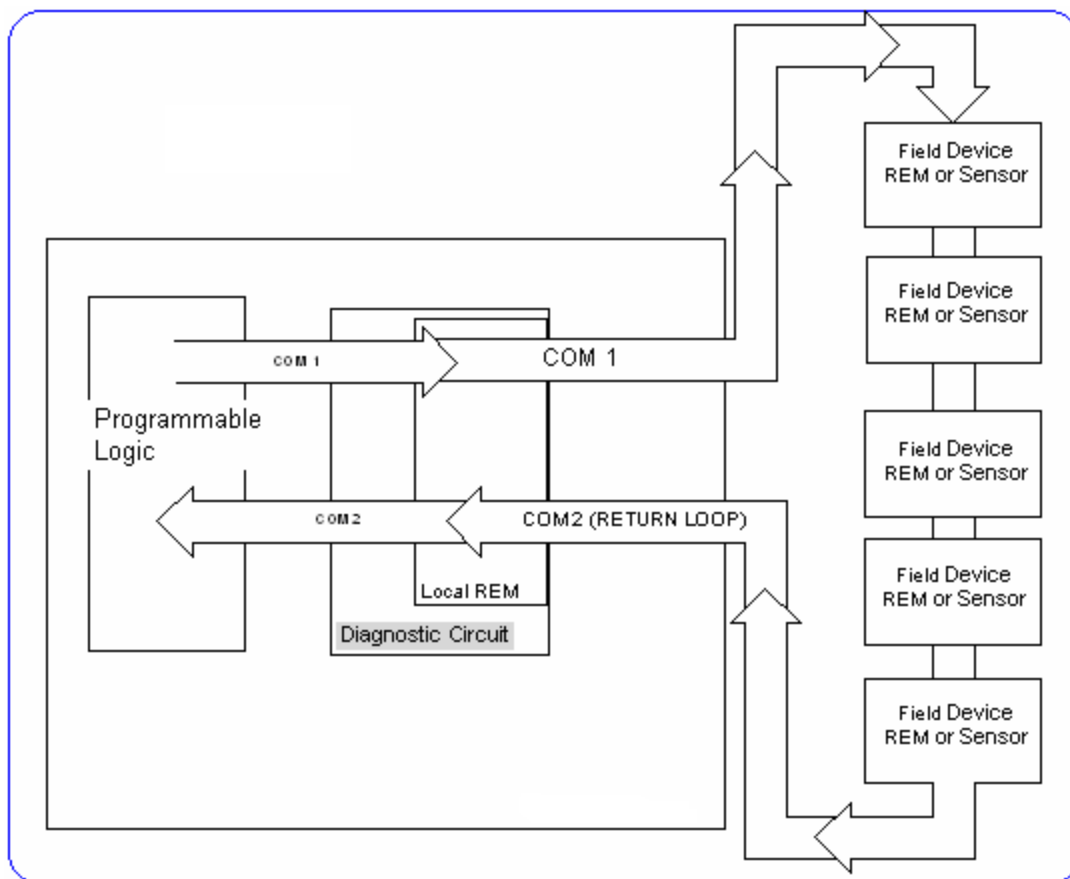 Field Device
REM or Sensor
Field Device
REM or Sensor
COM 1
COM 1
Programmable
Logic
Field Device
REM or Sensor
COM2
COM2 (RETURN LOOP)
Field Device
REM or Sensor
Local REM
Diagnostic Circuit
Field Device
REM or Sensor